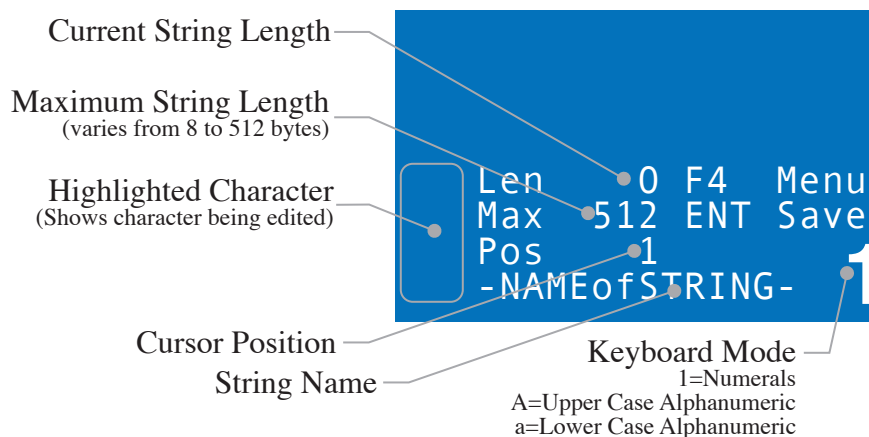 Current String Length
Maximum String Length
(varies from 8 to 512 bytes)
Highlighted Character
(Shows character being edited)
Len 0 F4 Menu
Max 512 ENT Save
Pos 1
-NAMEofSTRING- 1
Cursor Position
String Name
Keyboard Mode
1=Numerals
A=Upper Case Alphanumeric
a=Lower Case Alphanumeric